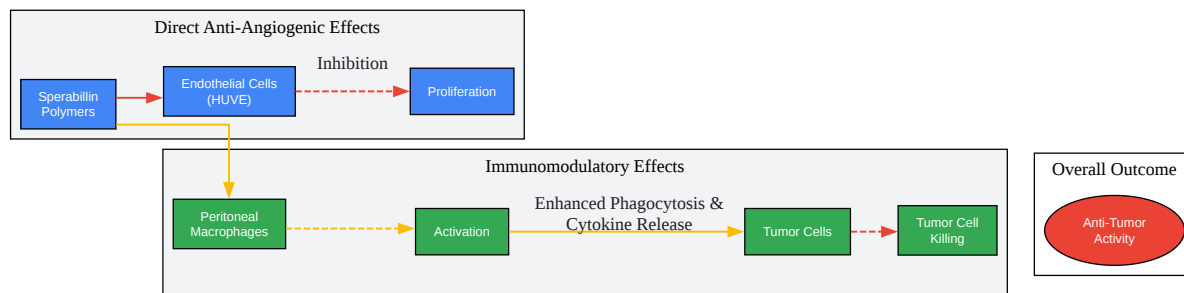 Direct Anti-Angiogenic Effects
Sperabillin
Polymers
Endothelial Cells
(HUVE)
Inhibition
Proliferation
Immunomodulatory Effects
Peritoneal
Macrophages
Activation
Enhanced Phagocytosis &
Cytokine Release
Tumor Cells
Tumor Cell
Killing
Overall Outcome
Anti-Tumor
Activity